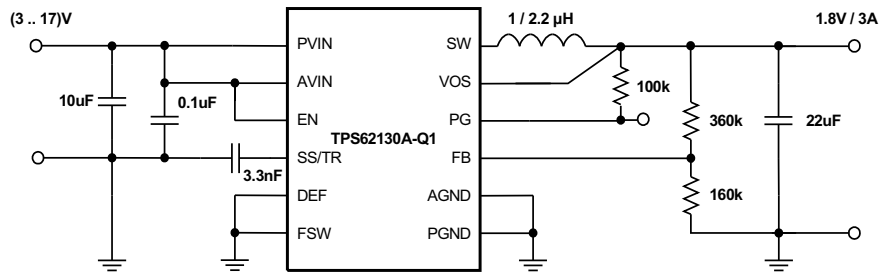 (3 .. 17)V
1 / 2.2 µH
1.8V / 3A
PVIN
SW
AVIN
VOS
10uF
0.1uF
100k
EN
PG
360k
22uF
TPS62130A-Q1
SS/TR
FB
3.3nF
DEF
AGND
160k
FSW
PGND